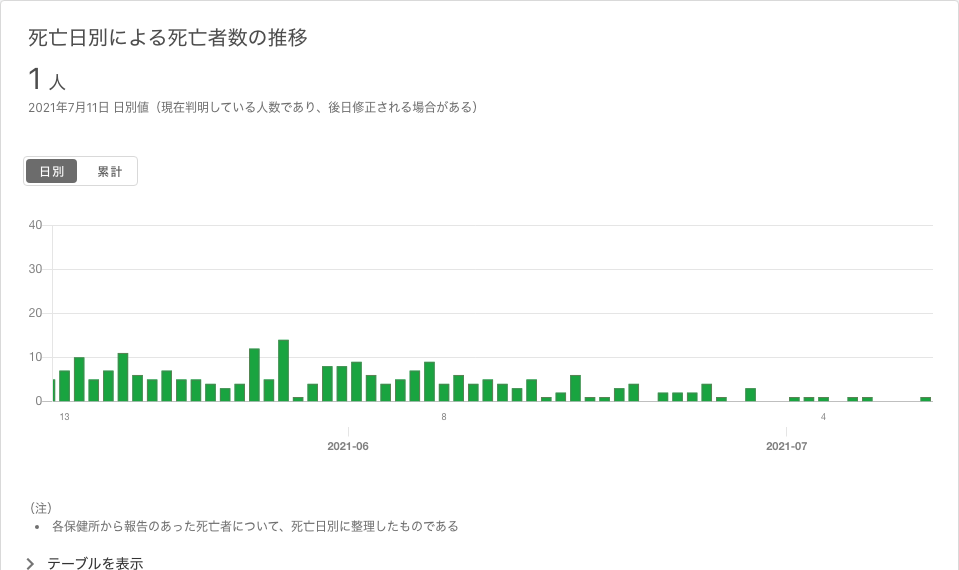 死亡日別による死亡者数の推移
1 人
2021年7月11日 日別値（現在判明している人数であり、後日修正される場合がある）
日別 累計
40
30
20
10
0
13 8 4
2021-06 2021-07
（注）
• 各保健所から報告のあった死亡者について、死亡日別に整理したものである
テーブルを表示